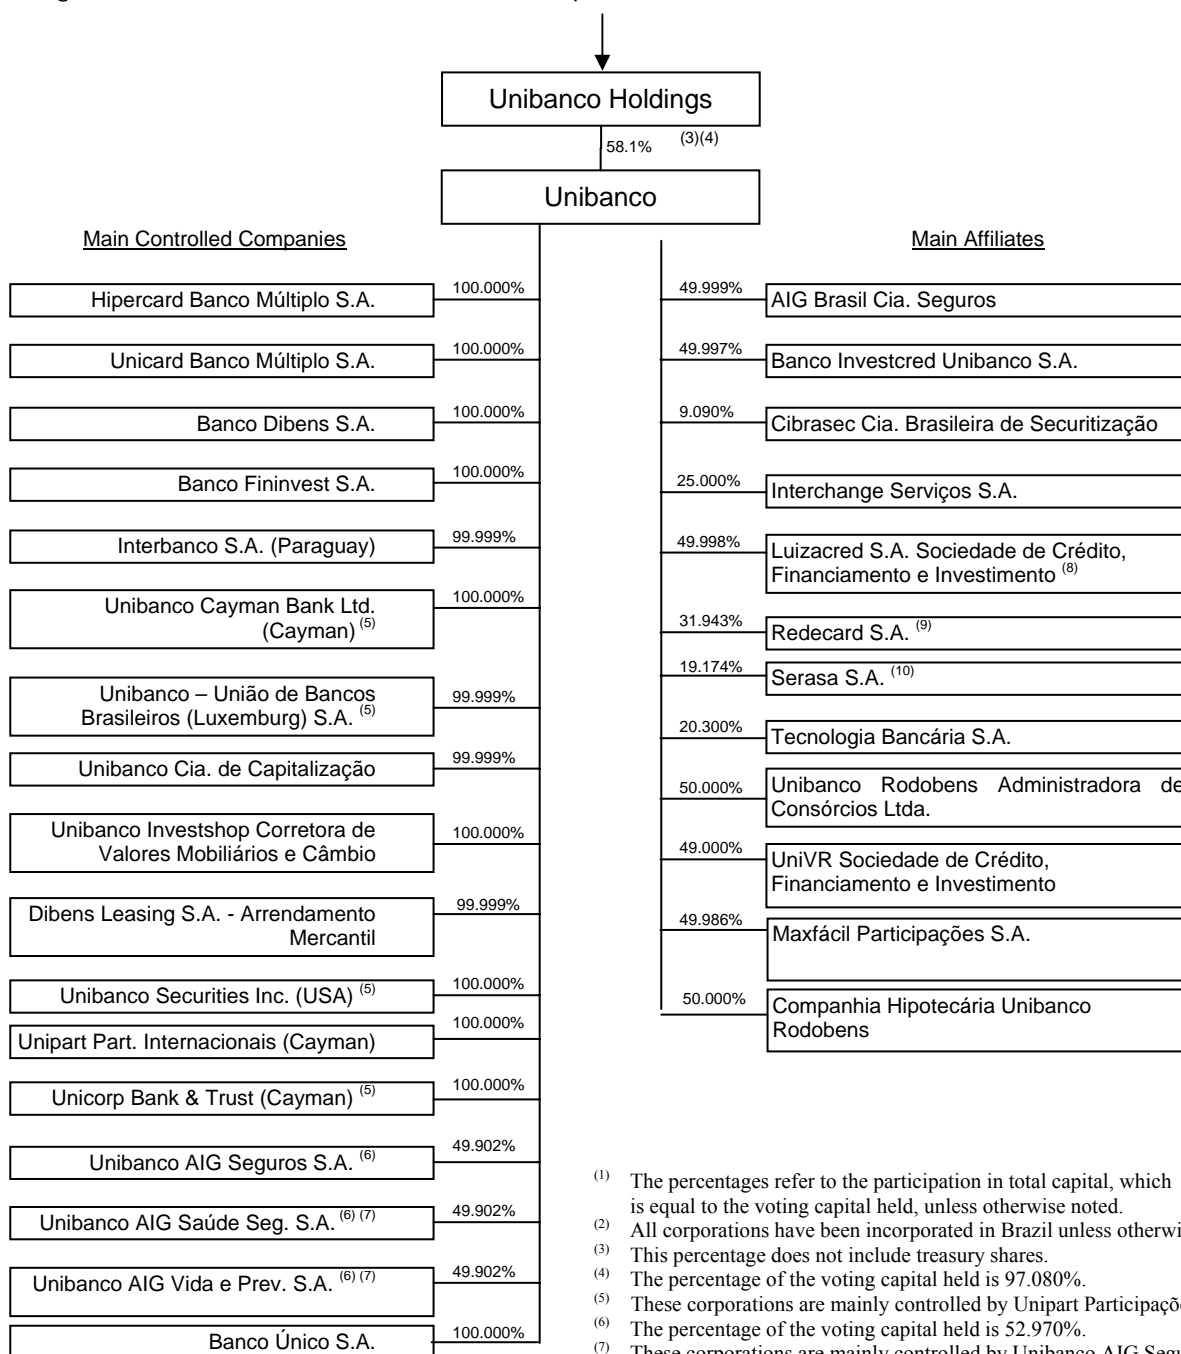 Unibanco Holdings
58.1%
(3)(4)
Unibanco
Main Controlled Companies
Hipercard Banco Múltiplo S.A.
100.000%
Unicard Banco Múltiplo S.A.
100.000%
Banco Dibens S.A.
100.000%
Banco Fininvest S.A.
100.000%
Interbanco S.A. (Paraguay)
99.999%
Unibanco Cayman Bank Ltd.
(Cayman) (5)
100.000%
Unibanco – União de Bancos
Brasileiros (Luxemburg) S.A. (5)
99.999%
Unibanco Cia. de Capitalização
99.999%
Unibanco Investshop Corretora de
Valores Mobiliários e Câmbio
100.000%
Dibens Leasing S.A. - Arrendamento
Mercantil
99.999%
Unibanco Securities Inc. (USA) (5)
100.000%
Unipart Part. Internacionais (Cayman)
100.000%
Unicorp Bank & Trust (Cayman) (5)
100.000%
Unibanco AIG Seguros S.A. (6)
49.902%
Unibanco AIG Saúde Seg. S.A. (6) (7)
49.902%
Unibanco AIG Vida e Prev. S.A. (6) (7)
49.902%
Banco Único S.A.
100.000%
Main Affiliates
49.999%
AIG Brasil Cia. Seguros
49.997%
Banco Investcred Unibanco S.A.
9.090%
Cibrasec Cia. Brasileira de Securitização
25.000%
Interchange Serviços S.A.
49.998%
Luizacred S.A. Sociedade de Crédito,
Financiamento e Investimento (8)
31.943%
Redecard S.A. (9)
19.174%
Serasa S.A. (10)
20.300%
Tecnologia Bancária S.A.
50.000%
Unibanco Rodobens Administradora de
Consórcios Ltda.
49.000%
UniVR Sociedade de Crédito,
Financiamento e Investimento
49.986%
Maxfácil Participações S.A.
50.000%
Companhia Hipotecária Unibanco
Rodobens
(1) The percentages refer to the participation in total capital, which
is equal to the voting capital held, unless otherwise noted.
(2) All corporations have been incorporated in Brazil unless otherwi
(3) This percentage does not include treasury shares.
(4) The percentage of the voting capital held is 97.080%.
(5) These corporations are mainly controlled by Unipart Participaçõ
(6) The percentage of the voting capital held is 52.970%.
(7) These corporations are mainly controlled by Unibanco AIG Segu